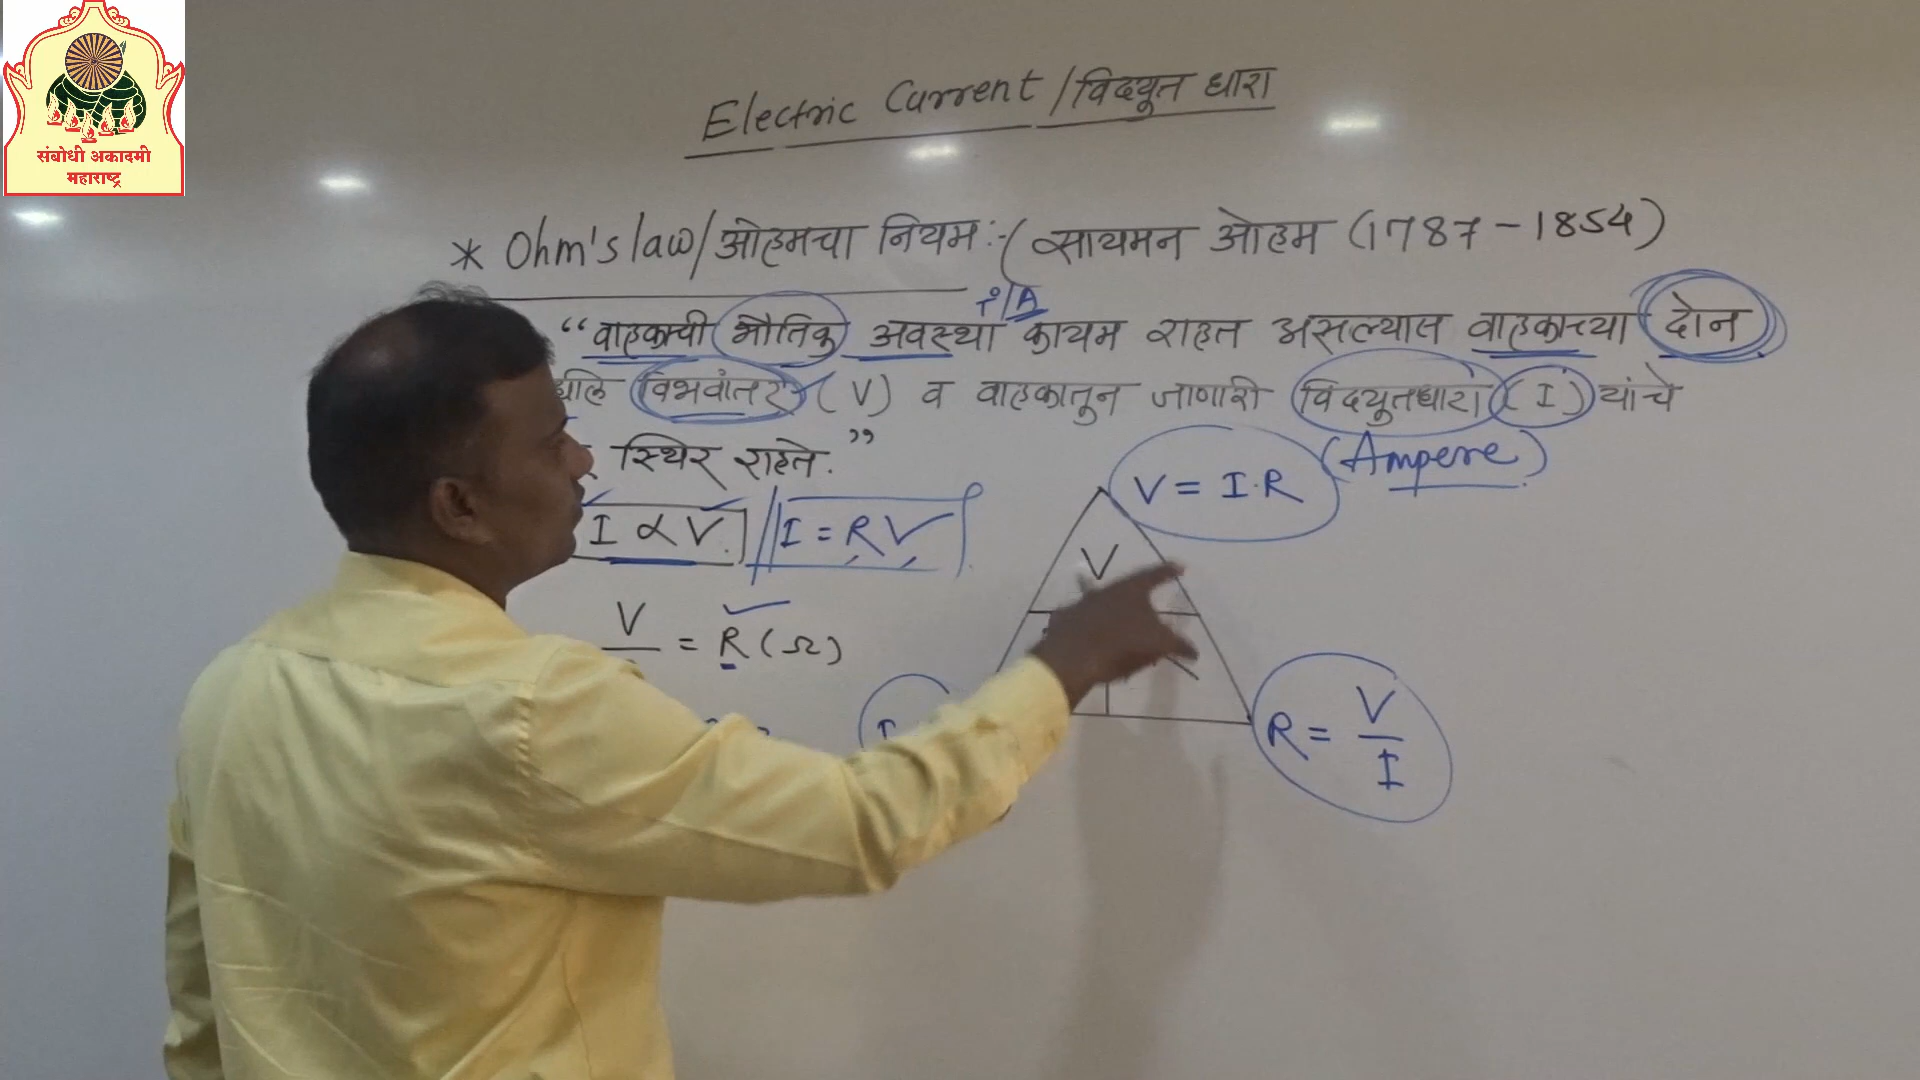 संबोधी अकादमी
महाराष्ट्र
Electric Current / विद्युत धारा
* Ohm's law / ओहमचा नियम :- ( सायमन ओहम (1787 - 1854)
l/A
“वाहकाची भौतिक अवस्था कायम राहत असल्यास वाहकाच्या दोन
विभवांतर (V) व वाहकातून जाणारी विद्युतधारा (I) यांचे
स्थिर राहते.”
(Ampere)
V = I.R
I ∝ V. I = RV
V
V = R (Ω)
I
R = V/I